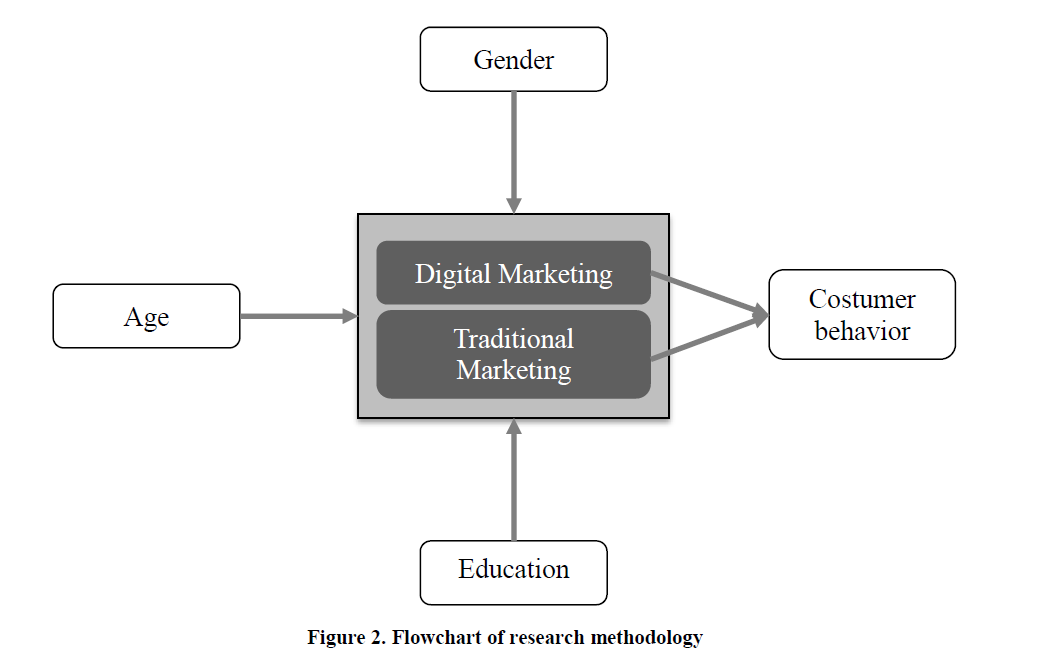 Gender
Digital Marketing
Age
Traditional
Marketing
Costumer
behavior
Education
Figure 2. Flowchart of research methodology